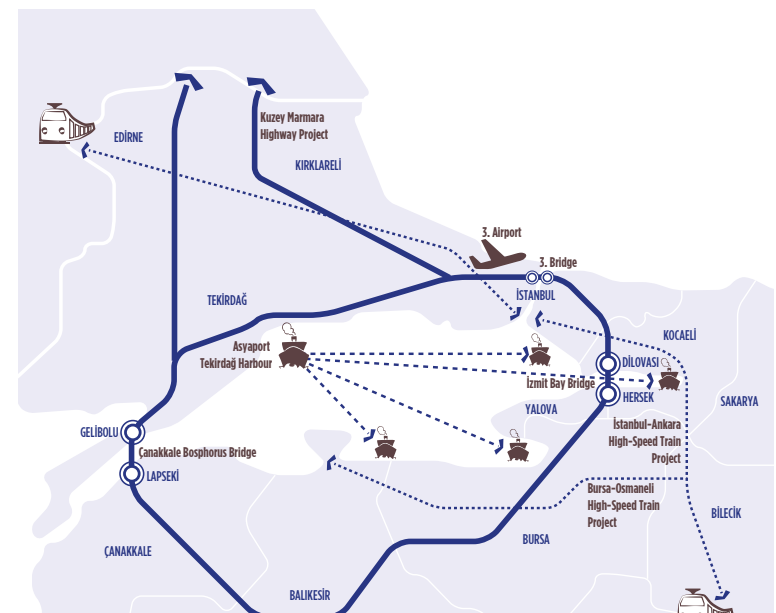 Kuzey Marmara
Highway Project
EDİRNE
KIRKLARELİ
3. Airport
3. Bridge
İSTANBUL
TEKİRDAĞ
KOCAELİ
Asyaport
Tekirdağ Harbour
DİLOVASI
İzmit Bay Bridge
HERSEK
SAKARYA
YALOVA
GELİBOLU
İstanbul-Ankara
High-Speed Train
Project
Çanakkale Bosphorus Bridge
LAPSEKİ
Bursa-Osmaneli
High-Speed Train
Project
BİLECİK
BURSA
ÇANAKKALE
BALIKESİR